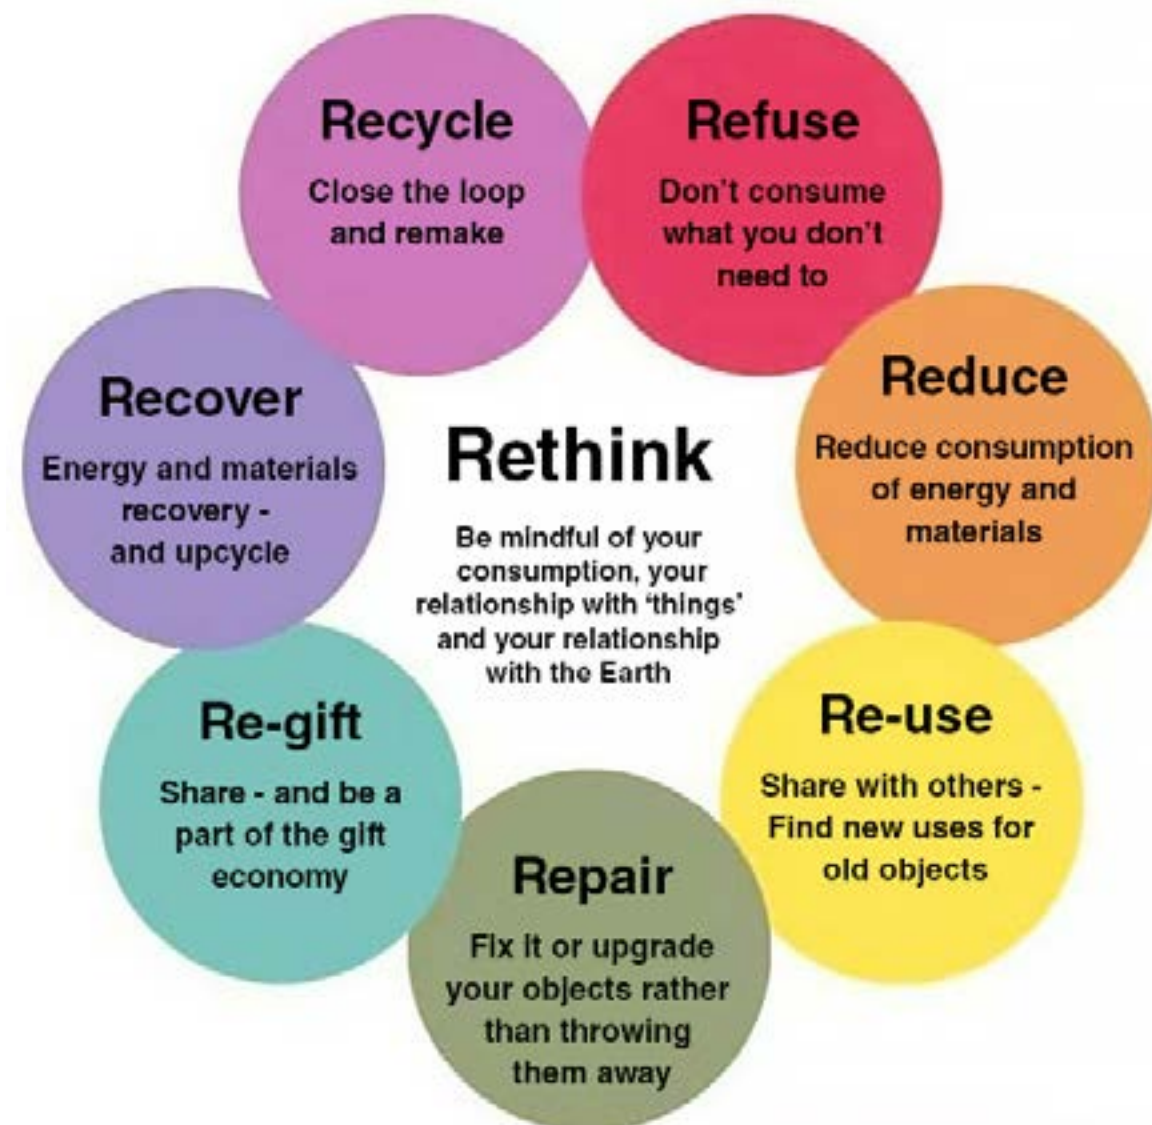 Recycle
Close the loop
and remake
Refuse
Don't consume
what you don't
need to
Reduce
Reduce consumption
of energy and
materials
Re-use
Share with others -
Find new uses for
old objects
Repair
Fix it or upgrade
your objects rather
than throwing
them away
Re-gift
Share - and be a
part of the gift
economy
Recover
Energy and materials
recovery -
and upcycle
Rethink
Be mindful of your
consumption, your
relationship with ‘things’
and your relationship
with the Earth